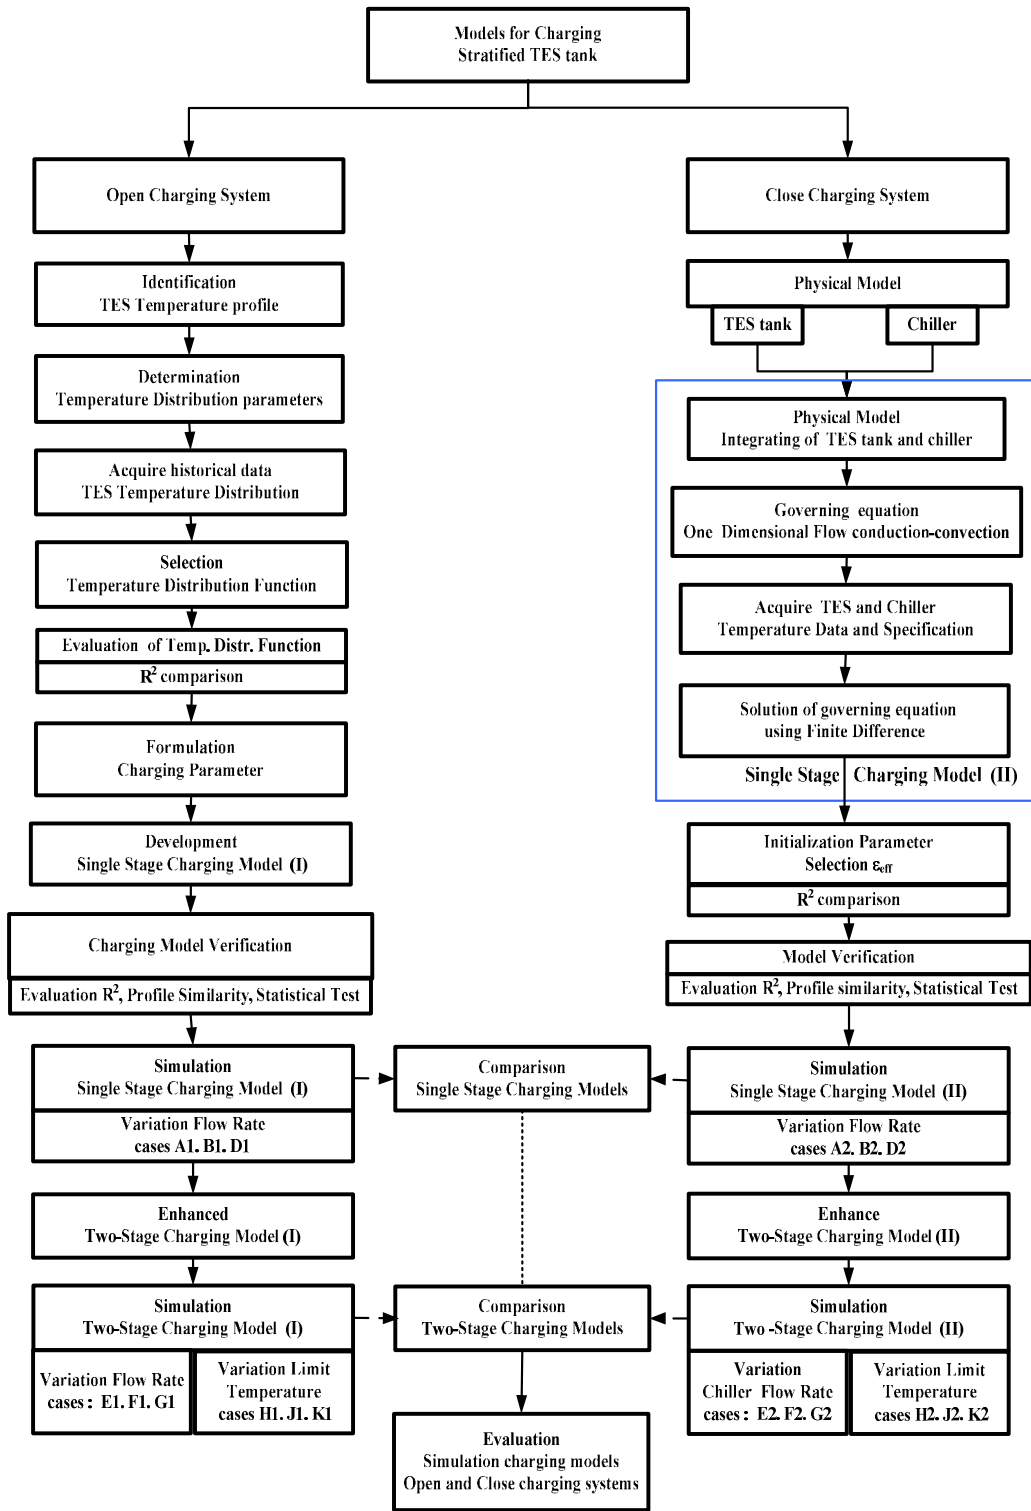 Models for Charging
Stratified TES tank
Open Charging System
Identification
TES Temperature profile
Determination
Temperature Distribution parameters
Acquire historical data
TES Temperature Distribution
Selection
Temperature Distribution Function
Evaluation of Temp. Distr. Function
R² comparison
Formulation
Charging Parameter
Development
Single Stage Charging Model (I)
Charging Model Verification
Evaluation R², Profile Similarity, Statistical Test
Simulation
Single Stage Charging Model (I)
Variation Flow Rate
cases A1. B1. D1
Enhanced
Two-Stage Charging Model (I)
Simulation
Two-Stage Charging Model (I)
Variation Flow Rate
cases : E1. F1. G1
Variation Limit
Temperature
cases H1. J1. K1
Close Charging System
Physical Model
TES tank
Chiller
Physical Model
Integrating of TES tank and chiller
Governing equation
One Dimensional Flow conduction-convection
Acquire TES and Chiller
Temperature Data and Specification
Solution of governing equation
using Finite Difference
Single Stage Charging Model (II)
Initialization Parameter
Selection ε_eff
R² comparison
Model Verification
Evaluation R², Profile similarity, Statistical Test
Simulation
Single Stage Charging Model (II)
Variation Flow Rate
cases A2. B2. D2
Enhance
Two-Stage Charging Model (II)
Simulation
Two -Stage Charging Model (II)
Variation
Chiller Flow Rate
cases : E2. F2. G2
Variation Limit
Temperature
cases H2. J2. K2
Comparison
Single Stage Charging Models
Comparison
Two-Stage Charging Models
Evaluation
Simulation charging models
Open and Close charging systems